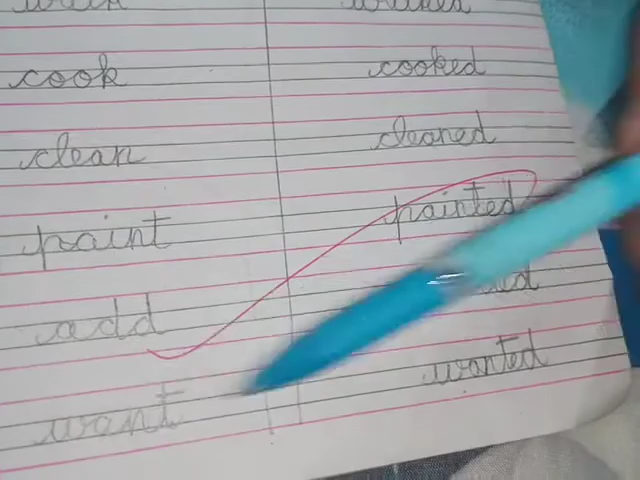 cook cooked
clean cleaned
paint painted
add
want wanted